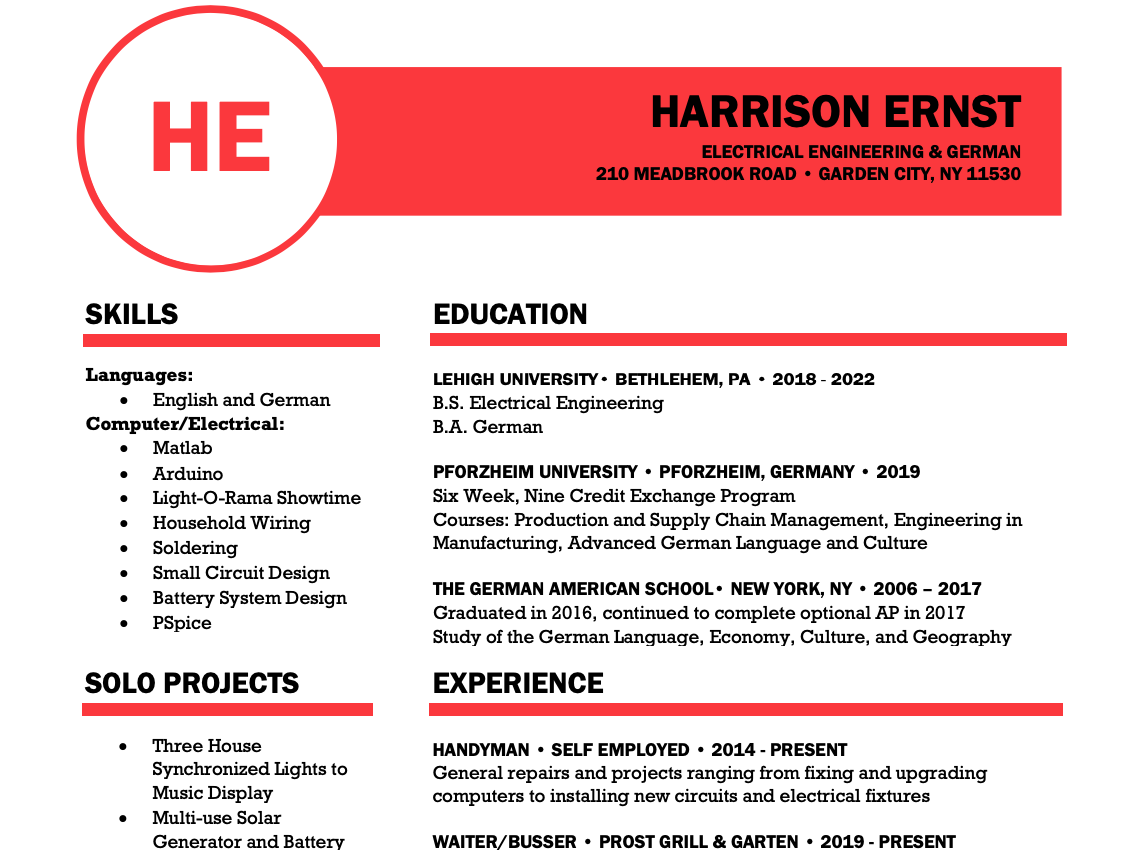 HE
HARRISON ERNST
ELECTRICAL ENGINEERING & GERMAN
210 MEADBROOK ROAD • GARDEN CITY, NY 11530
SKILLS
Languages:
• English and German
Computer/Electrical:
• Matlab
• Arduino
• Light-O-Rama Showtime
• Household Wiring
• Soldering
• Small Circuit Design
• Battery System Design
• PSpice
SOLO PROJECTS
• Three House
Synchronized Lights to
Music Display
• Multi-use Solar
Generator and Battery
EDUCATION
LEHIGH UNIVERSITY• BETHLEHEM, PA • 2018 - 2022
B.S. Electrical Engineering
B.A. German
PFORZHEIM UNIVERSITY • PFORZHEIM, GERMANY • 2019
Six Week, Nine Credit Exchange Program
Courses: Production and Supply Chain Management, Engineering in
Manufacturing, Advanced German Language and Culture
THE GERMAN AMERICAN SCHOOL• NEW YORK, NY • 2006 – 2017
Graduated in 2016, continued to complete optional AP in 2017
Study of the German Language, Economy, Culture, and Geography
EXPERIENCE
HANDYMAN • SELF EMPLOYED • 2014 - PRESENT
General repairs and projects ranging from fixing and upgrading
computers to installing new circuits and electrical fixtures
WAITER/BUSSER • PROST GRILL & GARTEN • 2019 - PRESENT